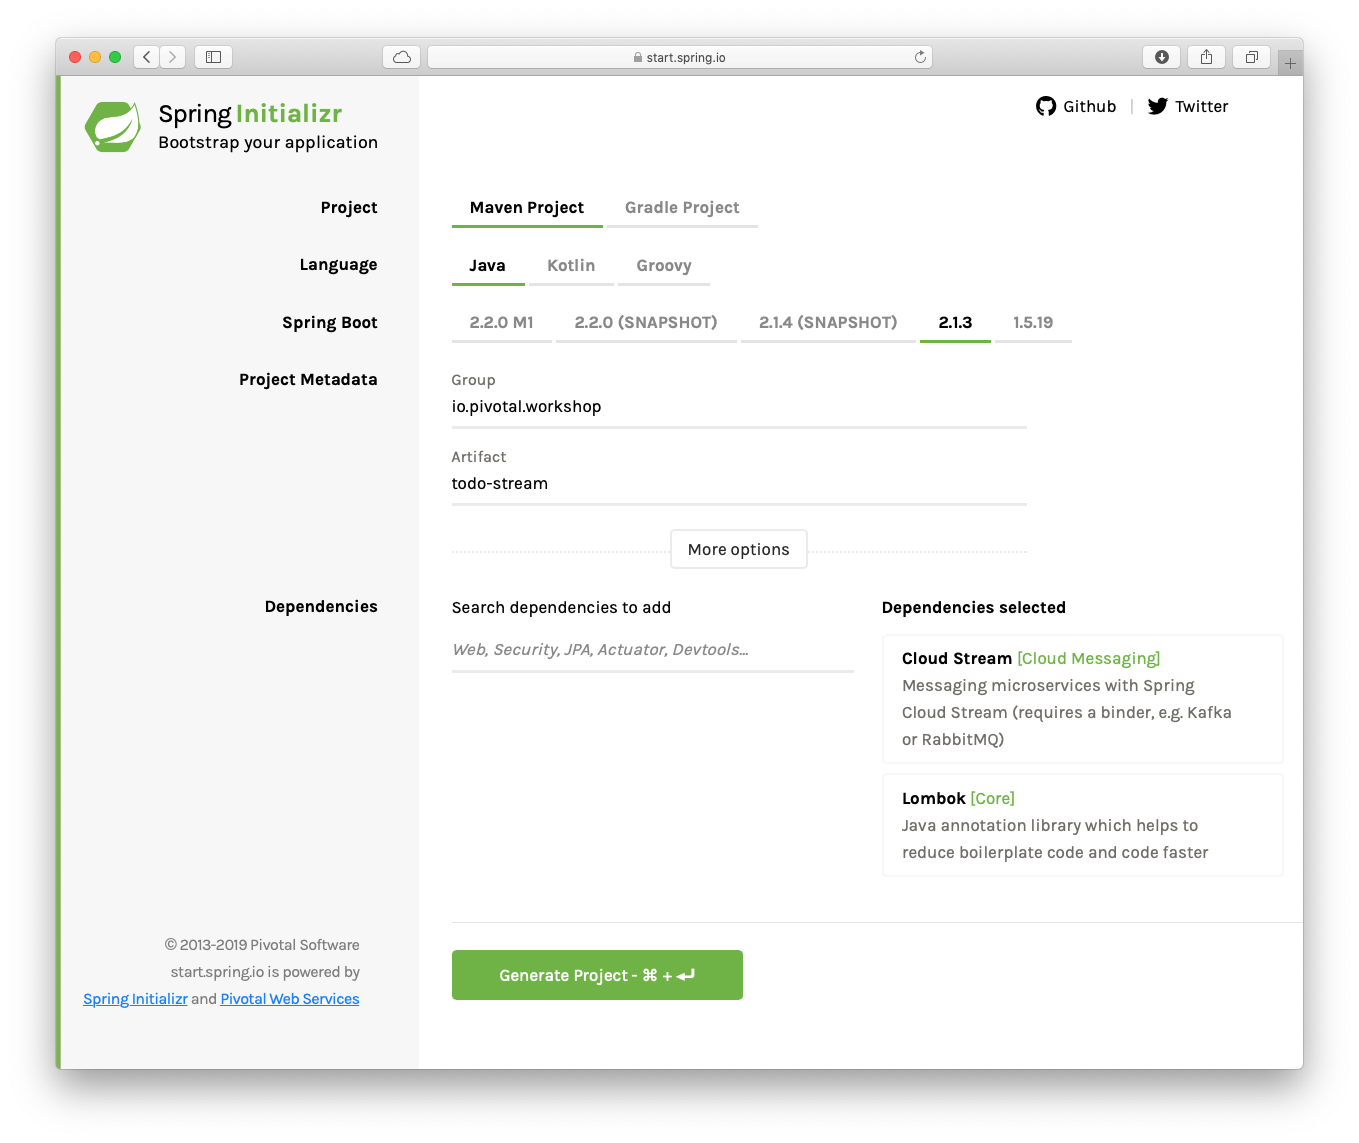 start.spring.io
Spring Initializr
Bootstrap your application
Github | Twitter
Project
Maven Project Gradle Project
Language
Java Kotlin Groovy
Spring Boot
2.2.0 M1 2.2.0 (SNAPSHOT) 2.1.4 (SNAPSHOT) 2.1.3 1.5.19
Project Metadata
Group
io.pivotal.workshop
Artifact
todo-stream
More options
Dependencies
Search dependencies to add
Web, Security, JPA, Actuator, Devtools...
Dependencies selected
Cloud Stream [Cloud Messaging]
Messaging microservices with Spring
Cloud Stream (requires a binder, e.g. Kafka
or RabbitMQ)
Lombok [Core]
Java annotation library which helps to
reduce boilerplate code and code faster
© 2013-2019 Pivotal Software
start.spring.io is powered by
Spring Initializr and Pivotal Web Services
Generate Project - ⌘ + ↵